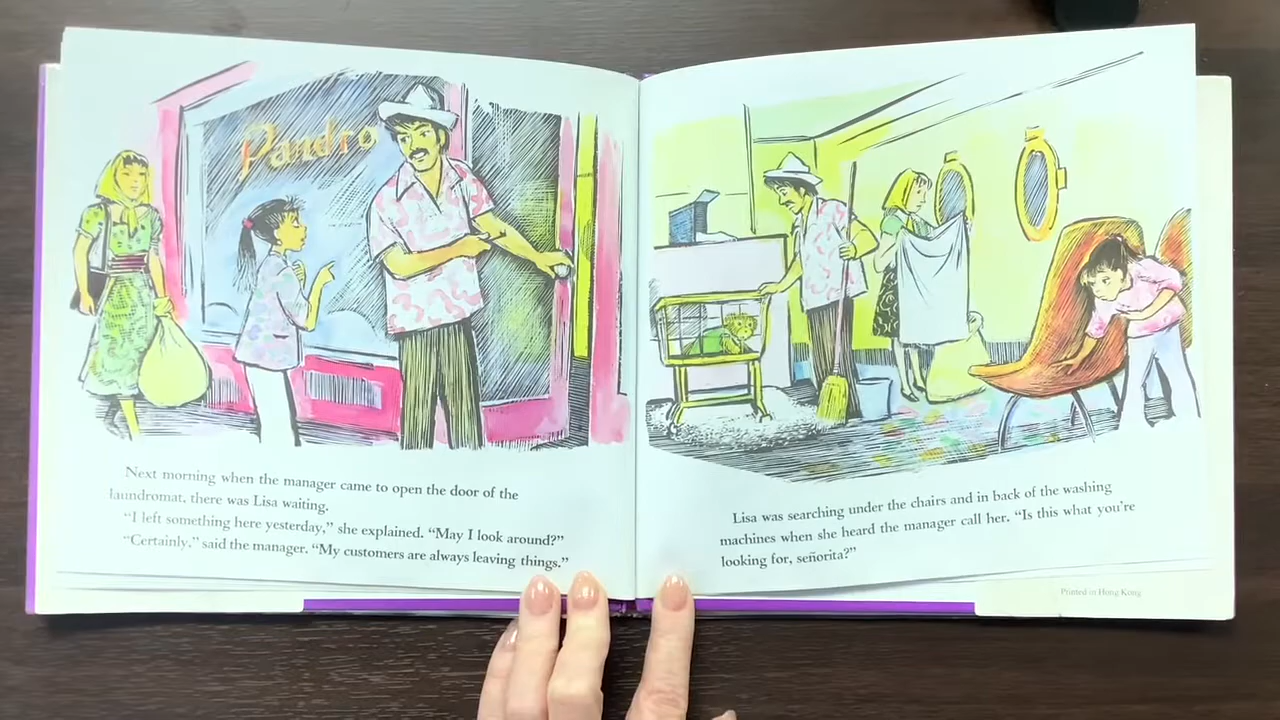 Pandro
Next morning when the manager came to open the door of the
laundromat, there was Lisa waiting.
“I left something here yesterday,” she explained. “May I look around?”
“Certainly,” said the manager. “My customers are always leaving things.”
Lisa was searching under the chairs and in back of the washing
machines when she heard the manager call her. “Is this what you’re
looking for, señorita?”
Printed in Hong Kong